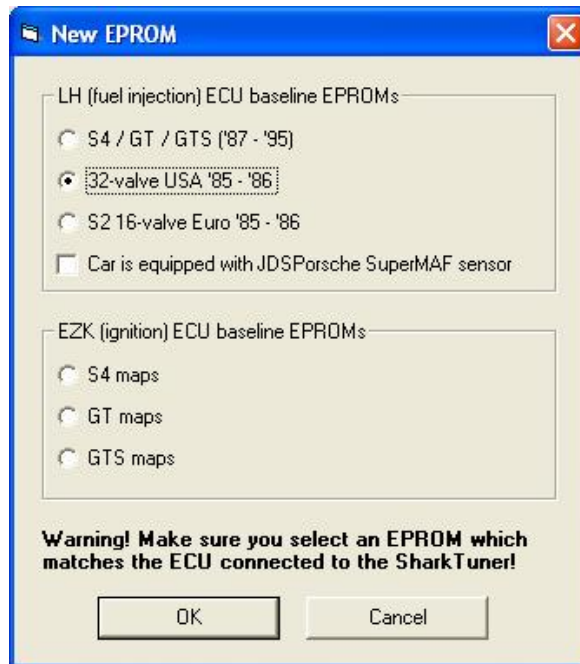 New EPROM
LH (fuel injection) ECU baseline EPROMs
S4 / GT / GTS ('87 - '95)
32-valve USA '85 - '86
S2 16-valve Euro '85 - '86
Car is equipped with JDSPorsche SuperMAF sensor
EZK (ignition) ECU baseline EPROMs
S4 maps
GT maps
GTS maps
Warning! Make sure you select an EPROM which
matches the ECU connected to the SharkTuner!
OK
Cancel